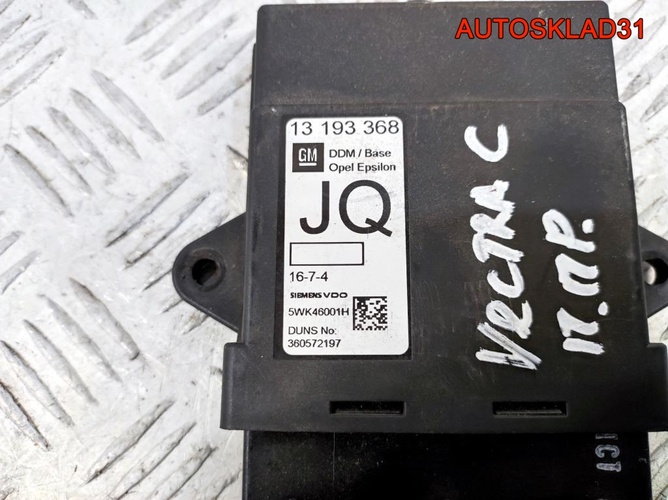 AUTOSKLAD31
13 193 368
GM DDM / Base
Opel Epsilon
JQ
16-7-4
SIEMENS VDO
5WK46001H
DUNS No:
360572197
VECTRA C
П.ПР.